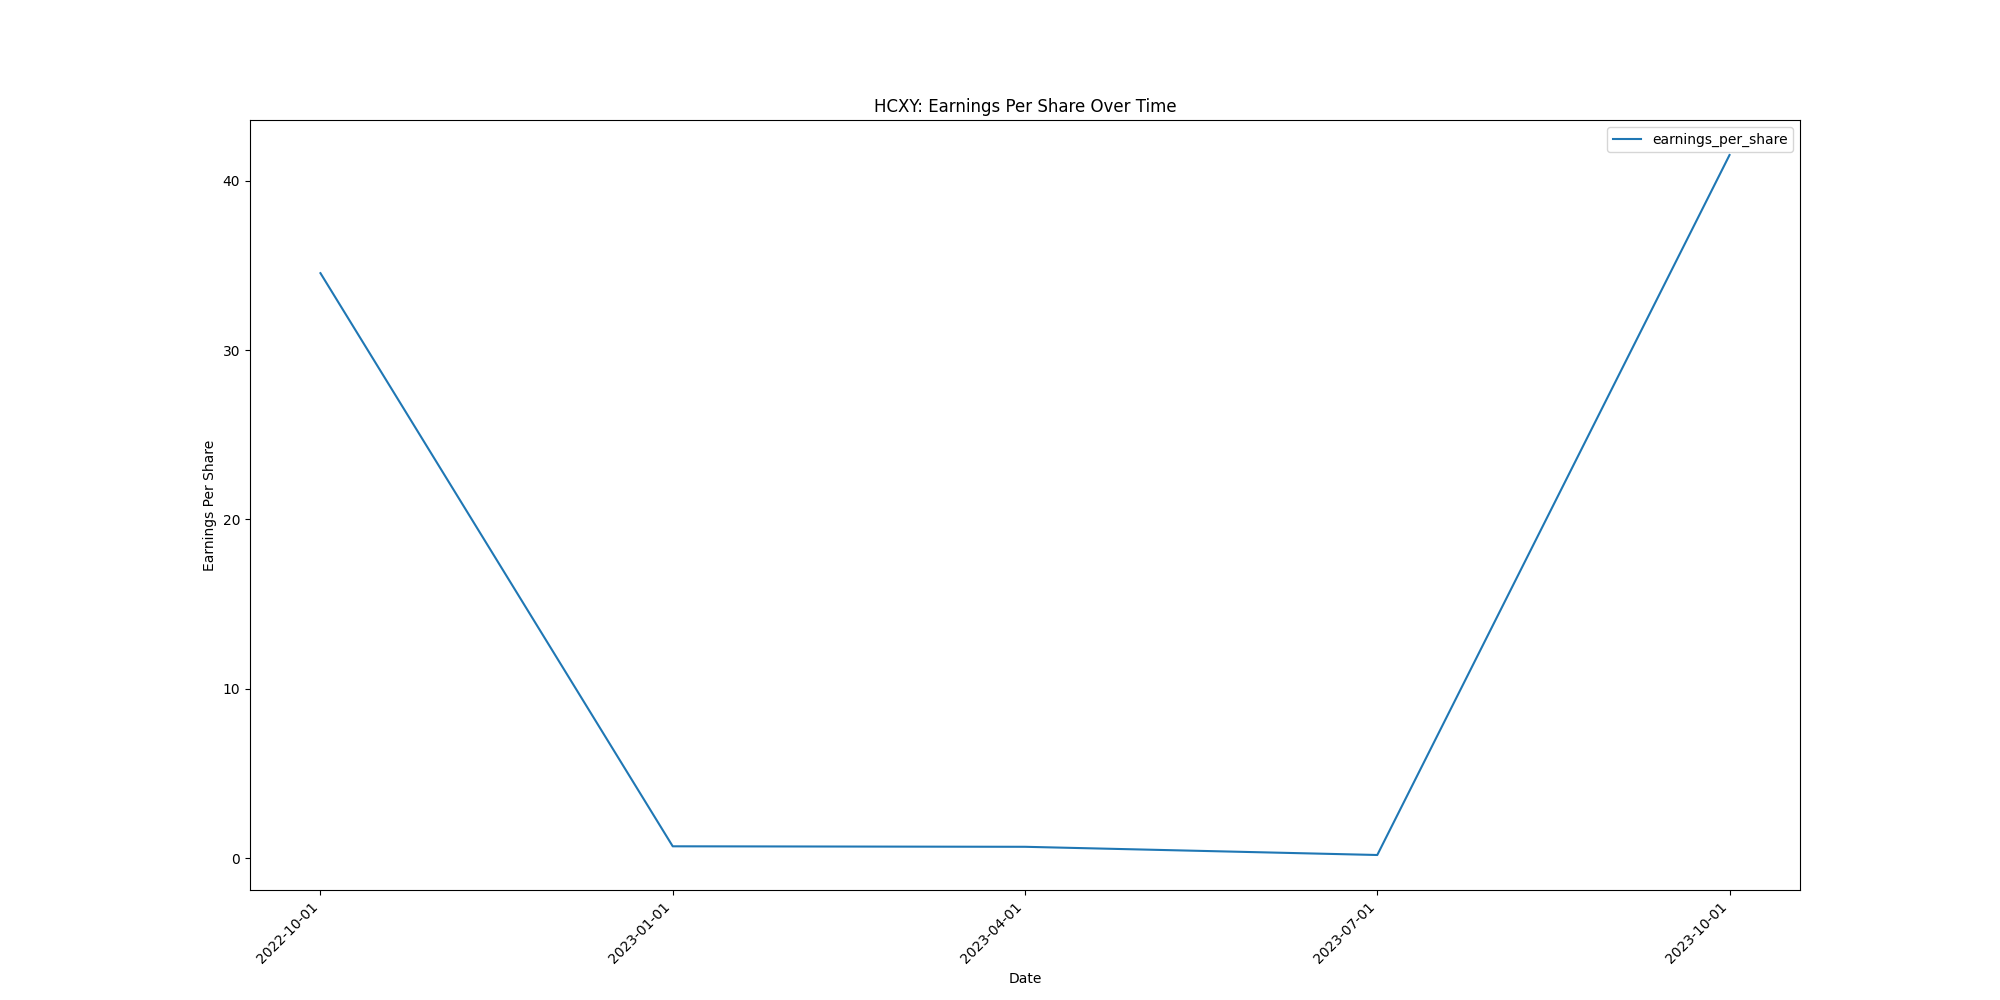 HCXY: Earnings Per Share Over Time
earnings_per_share
40
30
20
10
0
Earnings Per Share
2022-10-01
2023-01-01
2023-04-01
2023-07-01
2023-10-01
Date